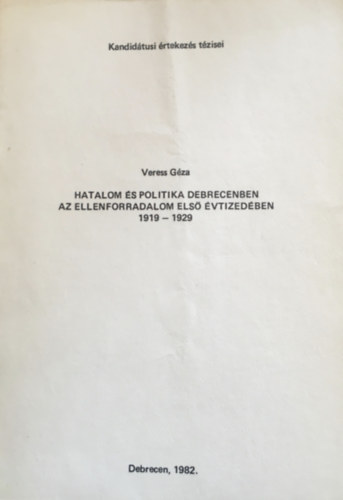 Kandidátusi értekezés tézisei
Veress Géza
HATALOM ÉS POLITIKA DEBRECENBEN
AZ ELLENFORRADALOM ELSŐ ÉVTIZEDÉBEN
1919 – 1929
Debrecen, 1982.